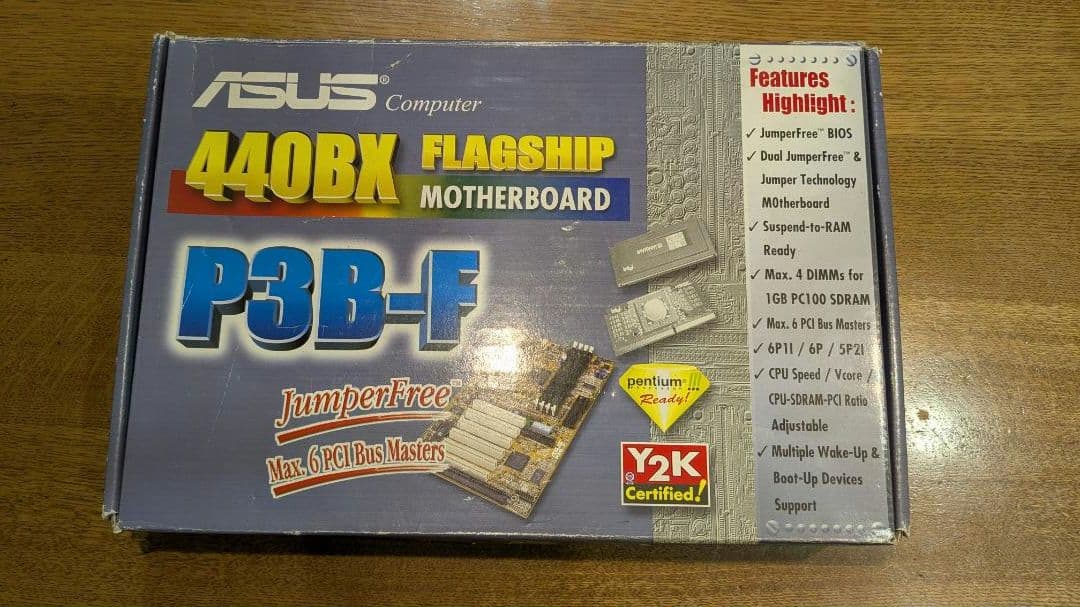 ASUS® Computer
440BX FLAGSHIP
MOTHERBOARD
P3B-F
JumperFree™
Max. 6 PCI Bus Masters
pentium®!!!
Ready!
Y2K
Certified!
Features
Highlight :
✓ JumperFree™ BIOS
✓ Dual JumperFree™ &
Jumper Technology
MOtherboard
✓ Suspend-to-RAM
Ready
✓ Max. 4 DIMMs for
1GB PC100 SDRAM
✓ Max. 6 PCI Bus Masters
✓ 6P1I / 6P / 5P2I
✓ CPU Speed / Vcore /
CPU-SDRAM-PCI Ratio
Adjustable
✓ Multiple Wake-Up &
Boot-Up Devices
Support